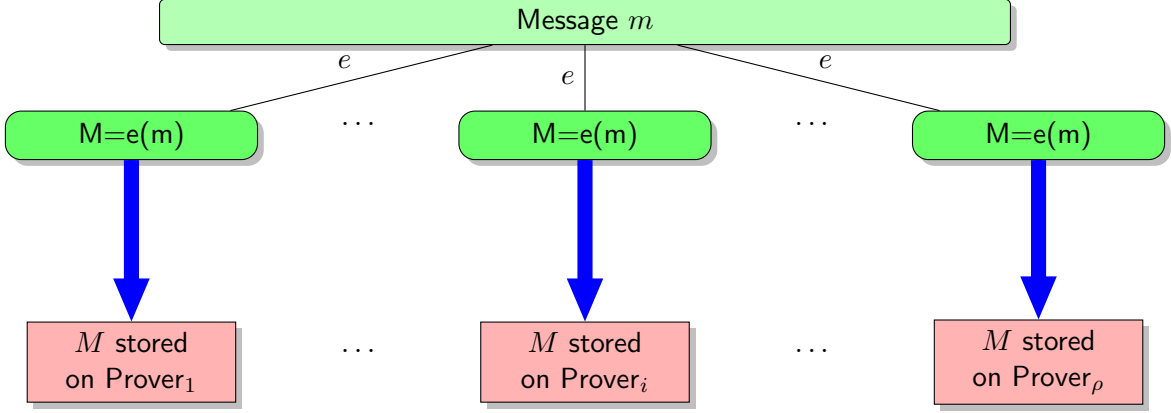 Message m
e
e
e
M=e(m)
...
M=e(m)
...
M=e(m)
M stored
on Prover₁
...
M stored
on Proverᵢ
...
M stored
on Proverᵨ